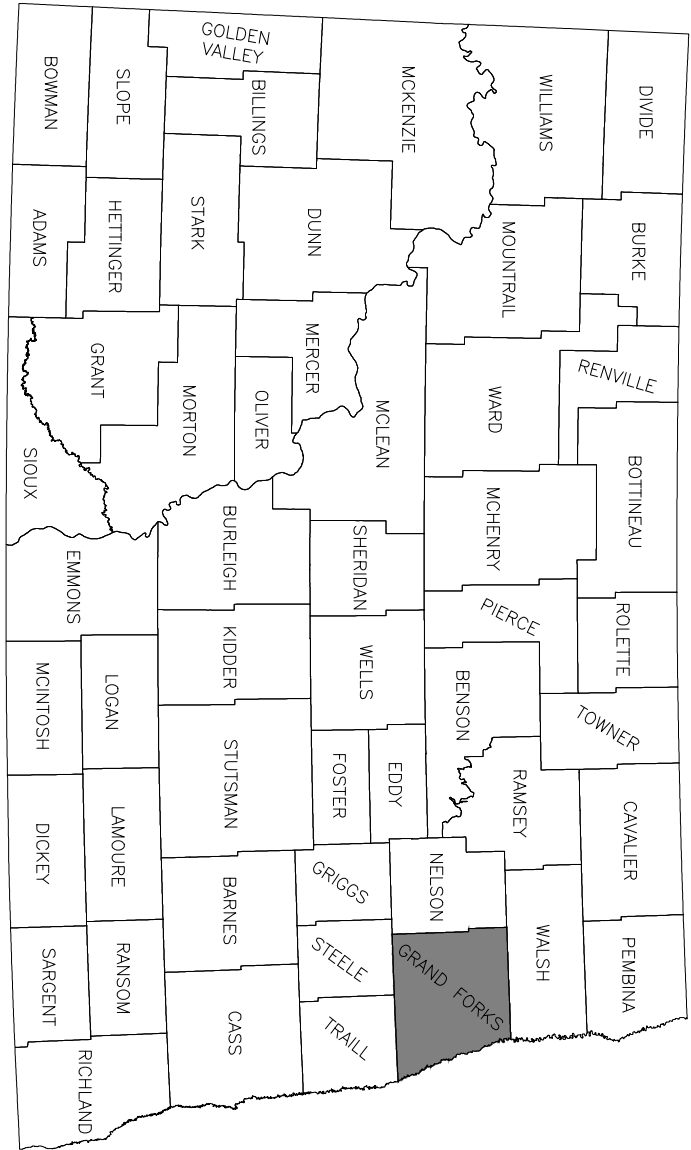 DIVIDE
BURKE
RENVILLE
BOTTINEAU
ROLETTE
TOWNER
CAVALIER
PEMBINA
WILLIAMS
MOUNTRAIL
WARD
MCHENRY
PIERCE
BENSON
RAMSEY
WALSH
MCKENZIE
DUNN
MERCER
OLIVER
MCLEAN
SHERIDAN
WELLS
EDDY
FOSTER
NELSON
GRAND FORKS
GRIGGS
STEELE
TRAILL
GOLDEN
VALLEY
BILLINGS
STARK
MORTON
BURLEIGH
KIDDER
STUTSMAN
BARNES
CASS
SLOPE
HETTINGER
GRANT
LOGAN
LAMOURE
RANSOM
RICHLAND
BOWMAN
ADAMS
SIOUX
EMMONS
MCINTOSH
DICKEY
SARGENT